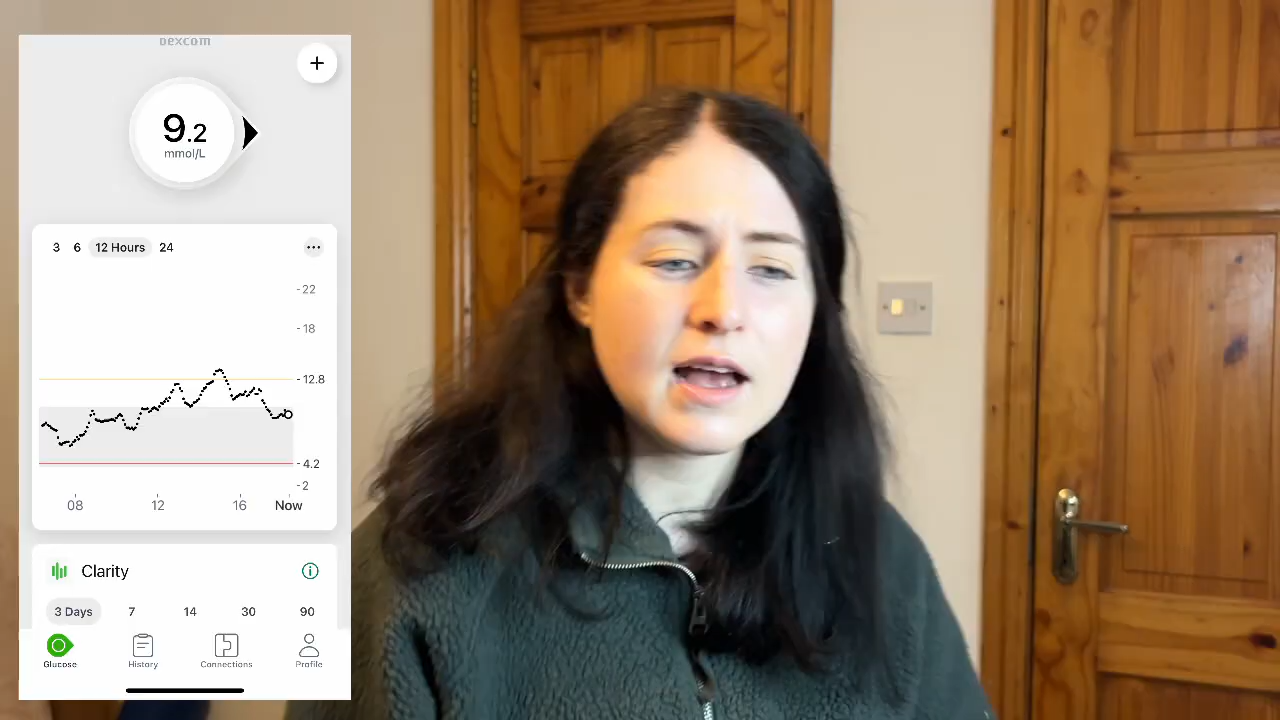 Dexcom
+
9.2
mmol/L
3 6 12 Hours 24
22
18
12.8
4.2
2
08 12 16 Now
Clarity
3 Days 7 14 30 90
Glucose History Connections Profile